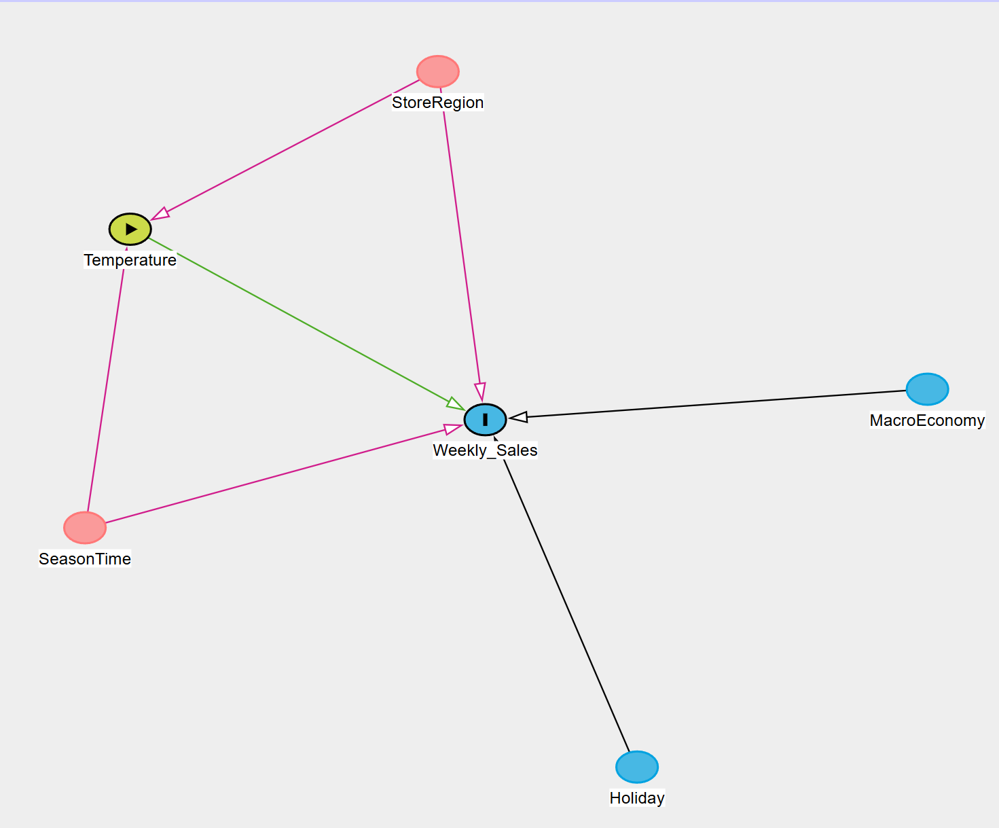 StoreRegion
Temperature
MacroEconomy
Weekly_Sales
SeasonTime
Holiday